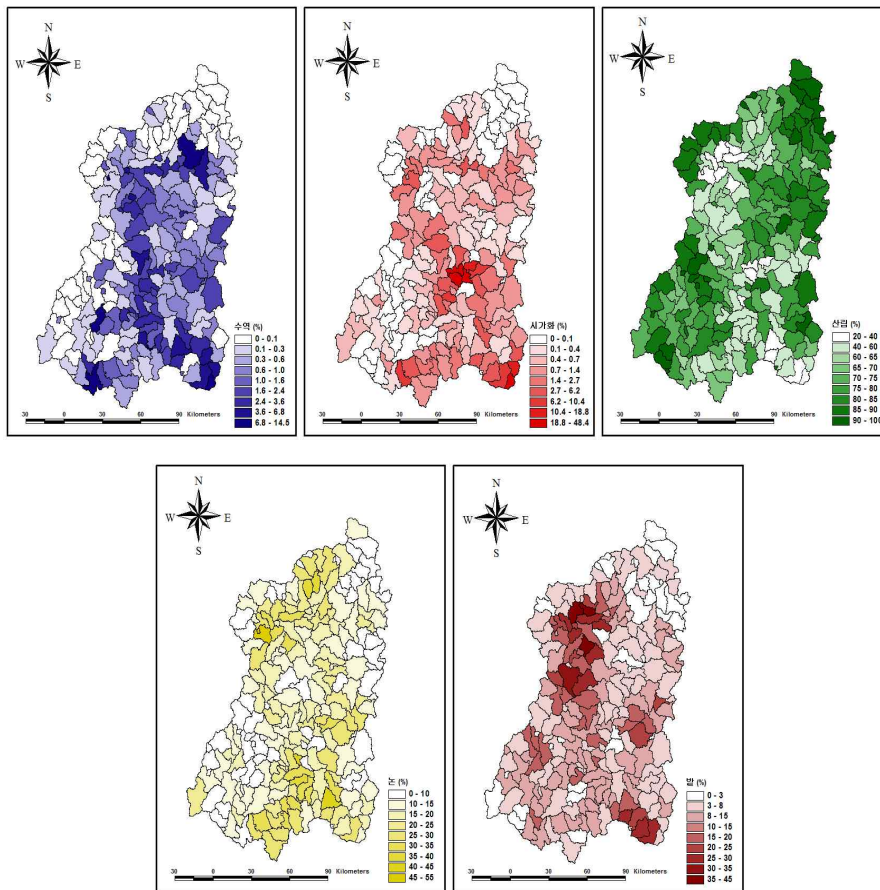 N
W E
S
수역 (%)
0 - 0.1
0.1 - 0.3
0.3 - 0.6
0.6 - 1.0
1.0 - 1.6
1.6 - 2.4
2.4 - 3.6
3.6 - 6.8
6.8 - 14.5
30 0 30 60 90 Kilometers
N
W E
S
시가화 (%)
0 - 0.1
0.1 - 0.4
0.4 - 0.7
0.7 - 1.4
1.4 - 2.7
2.7 - 6.2
6.2 - 10.4
10.4 - 18.8
18.8 - 48.4
30 0 30 60 90 Kilometers
N
W E
S
산림 (%)
20 - 40
40 - 60
60 - 65
65 - 70
70 - 75
75 - 80
80 - 85
85 - 90
90 - 100
30 0 30 60 90 Kilometers
N
W E
S
논 (%)
0 - 10
10 - 15
15 - 20
20 - 25
25 - 30
30 - 35
35 - 40
40 - 45
45 - 55
30 0 30 60 90 Kilometers
N
W E
S
밭 (%)
0 - 3
3 - 8
8 - 15
10 - 15
15 - 20
20 - 25
25 - 30
30 - 35
35 - 45
30 0 30 60 90 Kilometers